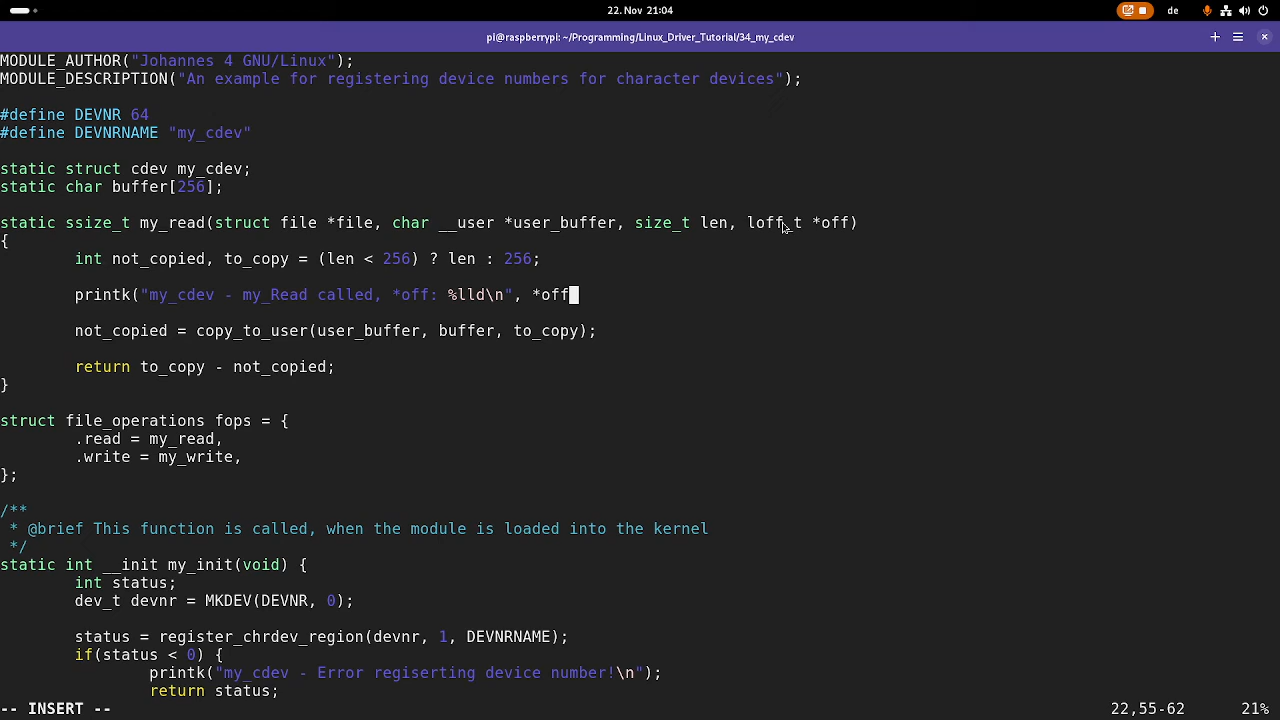 22. Nov 21:04
de
pi@raspberrypi: ~/Programming/Linux_Driver_Tutorial/34_my_cdev
MODULE_AUTHOR("Johannes 4 GNU/Linux");
MODULE_DESCRIPTION("An example for registering device numbers for character devices");
#define DEVNR 64
#define DEVNRNAME "my_cdev"
static struct cdev my_cdev;
static char buffer[256];
static ssize_t my_read(struct file *file, char __user *user_buffer, size_t len, loff_t *off)
{
int not_copied, to_copy = (len < 256) ? len : 256;
printk("my_cdev - my_Read called, *off: %lld\n", *off
not_copied = copy_to_user(user_buffer, buffer, to_copy);
return to_copy - not_copied;
}
struct file_operations fops = {
.read = my_read,
.write = my_write,
};
/**
* @brief This function is called, when the module is loaded into the kernel
*/
static int __init my_init(void) {
int status;
dev_t devnr = MKDEV(DEVNR, 0);
status = register_chrdev_region(devnr, 1, DEVNRNAME);
if(status < 0) {
printk("my_cdev - Error regiserting device number!\n");
return status;
-- INSERT -- 22,55-62 21%